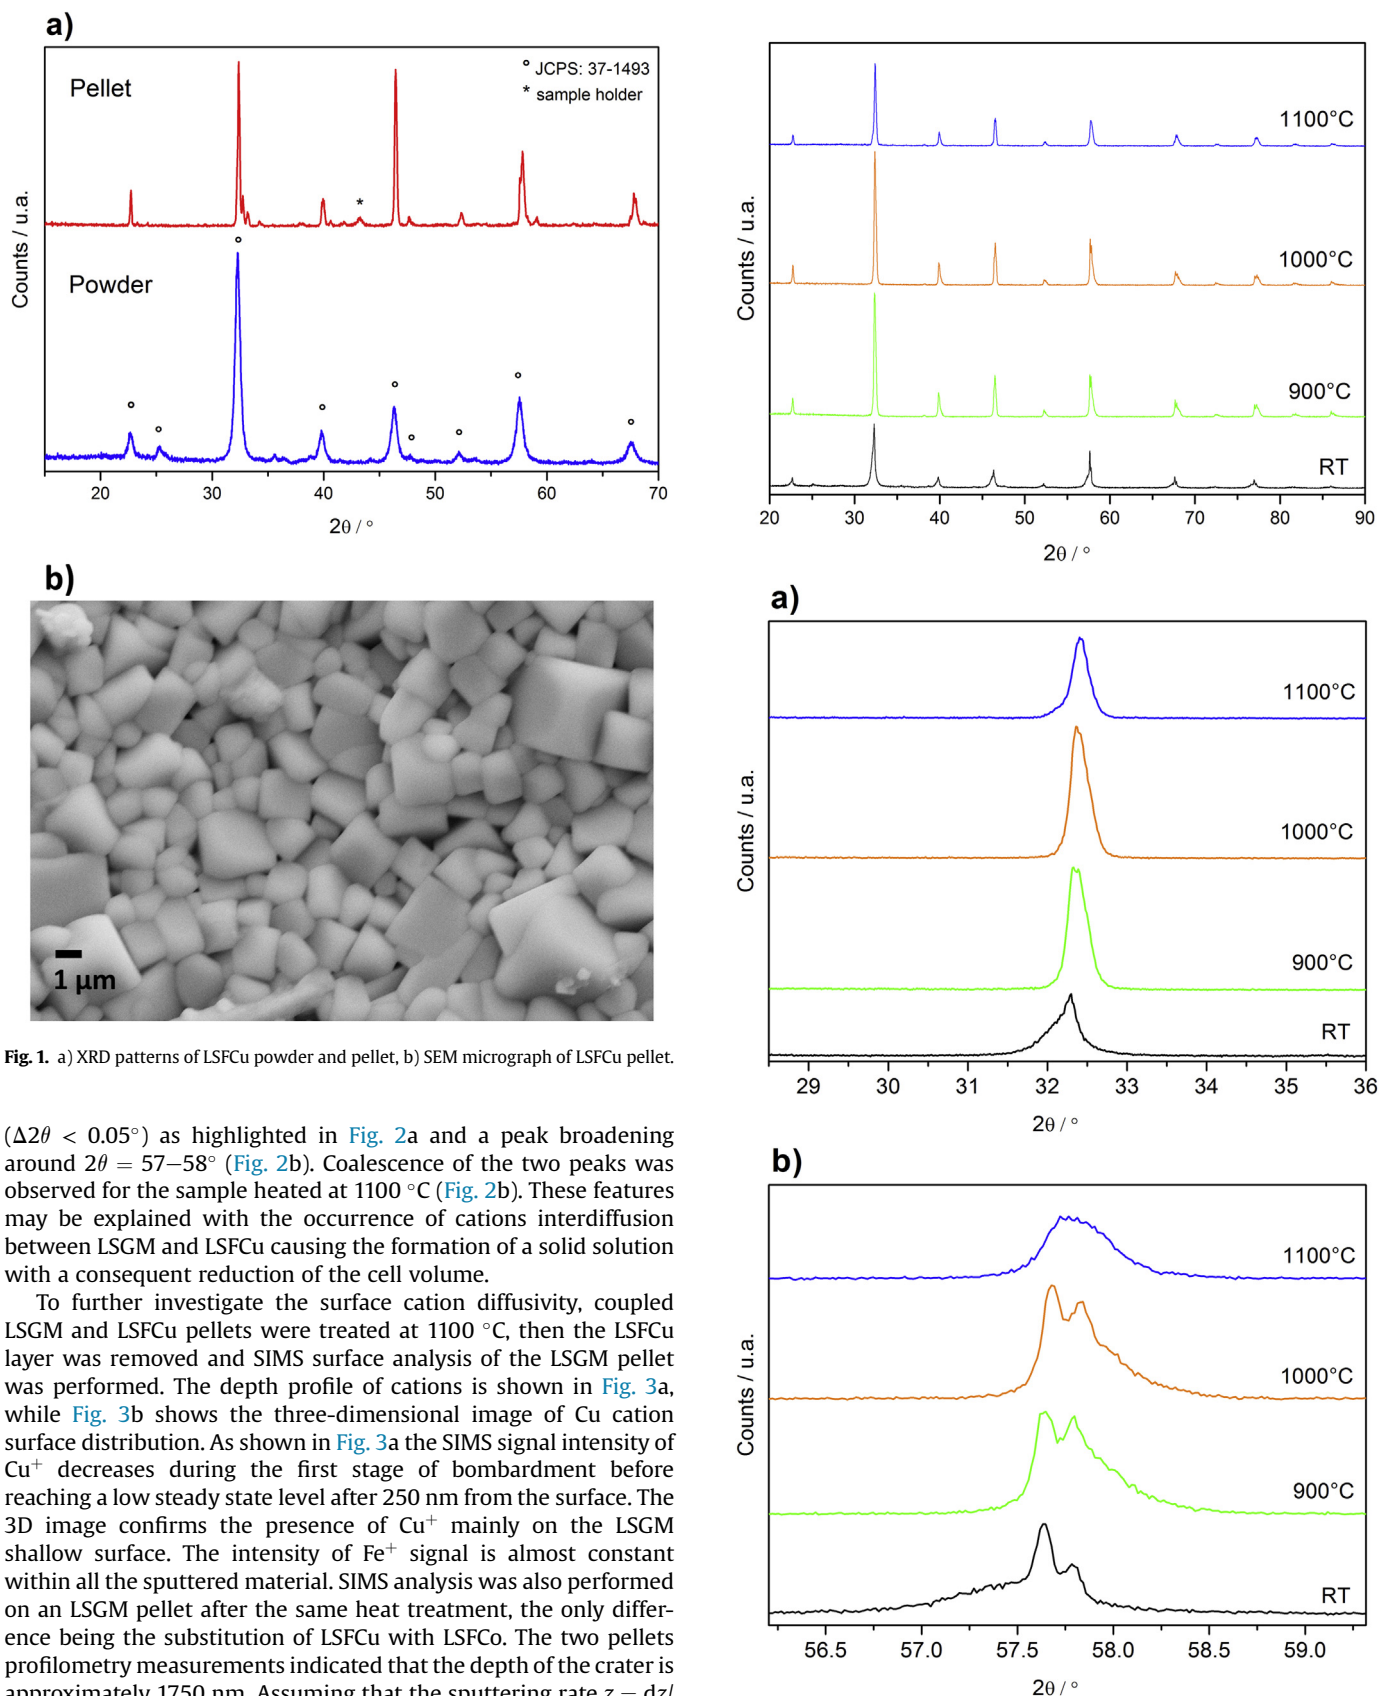 a)
Pellet
° JCPS: 37-1493
* sample holder
*
Powder
Counts / u.a.
20 30 40 50 60 70
2θ / °
b)
1 µm
Fig. 1. a) XRD patterns of LSFCu powder and pellet, b) SEM micrograph of LSFCu pellet.
(Δ2θ < 0.05°) as highlighted in Fig. 2a and a peak broadening
around 2θ = 57–58° (Fig. 2b). Coalescence of the two peaks was
observed for the sample heated at 1100 °C (Fig. 2b). These features
may be explained with the occurrence of cations interdiffusion
between LSGM and LSFCu causing the formation of a solid solution
with a consequent reduction of the cell volume.
To further investigate the surface cation diffusivity, coupled
LSGM and LSFCu pellets were treated at 1100 °C, then the LSFCu
layer was removed and SIMS surface analysis of the LSGM pellet
was performed. The depth profile of cations is shown in Fig. 3a,
while Fig. 3b shows the three-dimensional image of Cu cation
surface distribution. As shown in Fig. 3a the SIMS signal intensity of
Cu⁺ decreases during the first stage of bombardment before
reaching a low steady state level after 250 nm from the surface. The
3D image confirms the presence of Cu⁺ mainly on the LSGM
shallow surface. The intensity of Fe⁺ signal is almost constant
within all the sputtered material. SIMS analysis was also performed
on an LSGM pellet after the same heat treatment, the only differ-
ence being the substitution of LSFCu with LSFCo. The two pellets
profilometry measurements indicated that the depth of the crater is
approximately 1750 nm. Assuming that the sputtering rate z = dz/
1100°C
1000°C
900°C
RT
Counts / u.a.
20 30 40 50 60 70 80 90
2θ / °
a)
1100°C
1000°C
900°C
RT
Counts / u.a.
29 30 31 32 33 34 35 36
2θ / °
b)
1100°C
1000°C
900°C
RT
Counts / u.a.
56.5 57.0 57.5 58.0 58.5 59.0
2θ / °